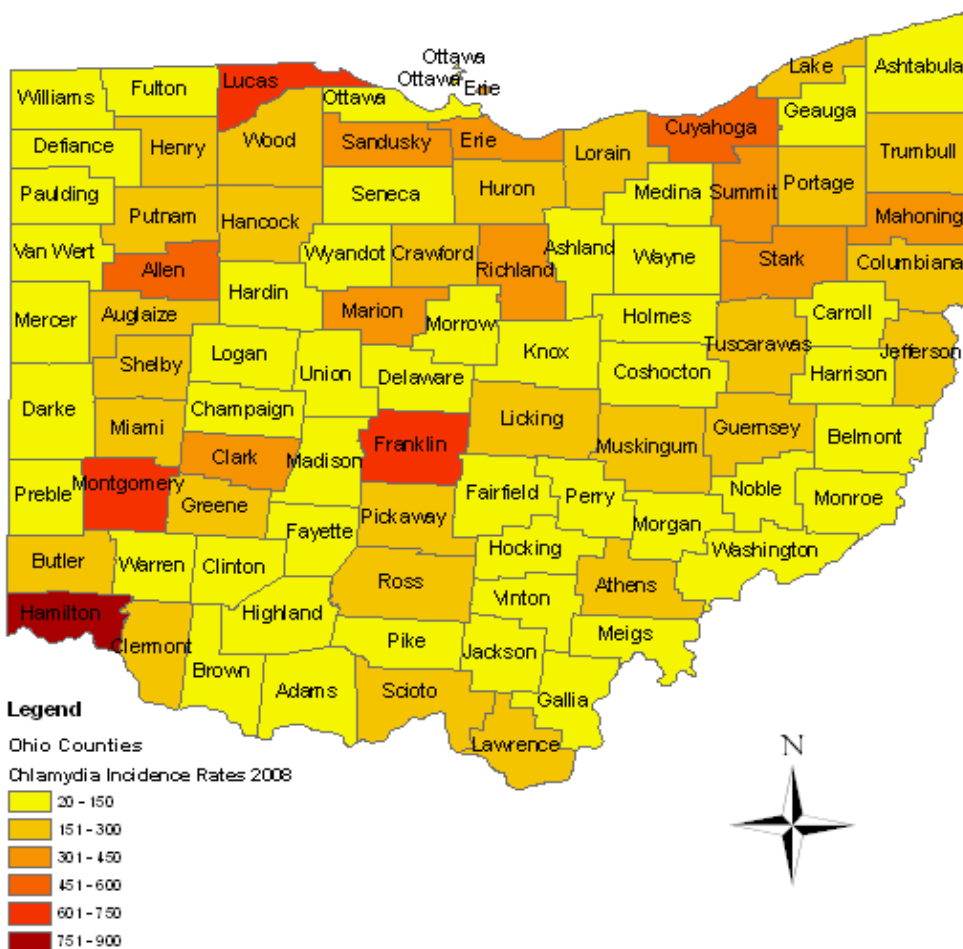 Ottawa
Lake
Ashtabula
Ottawa
Lucas
Fulton
Erie
Williams
Ottawa
Geauga
Cuyahoga
Wood
Defiance
Henry
Sandusky
Erie
Lorain
Trumbull
Huron
Medina
Summit
Portage
Paulding
Seneca
Putnam
Hancock
Mahoning
Van Wert
Wyandot
Crawford
Ashland
Wayne
Stark
Columbiana
Allen
Richland
Hardin
Marion
Holmes
Carroll
Mercer
Auglaize
Morrow
Tuscarawas
Jefferson
Logan
Knox
Shelby
Union
Delaware
Coshocton
Harrison
Darke
Champaign
Licking
Miami
Guernsey
Belmont
Franklin
Muskingum
Clark
Madison
Montgomery
Preble
Fairfield
Perry
Noble
Monroe
Greene
Pickaway
Morgan
Fayette
Hocking
Washington
Butler
Warren
Clinton
Ross
Athens
Vinton
Hamilton
Highland
Clermont
Pike
Meigs
Jackson
Brown
Adams
Scioto
Gallia
Lawrence
Legend
Ohio Counties
Chlamydia Incidence Rates 2008
20 - 150
151 - 300
301 - 450
451 - 600
601 - 750
751 - 900
N